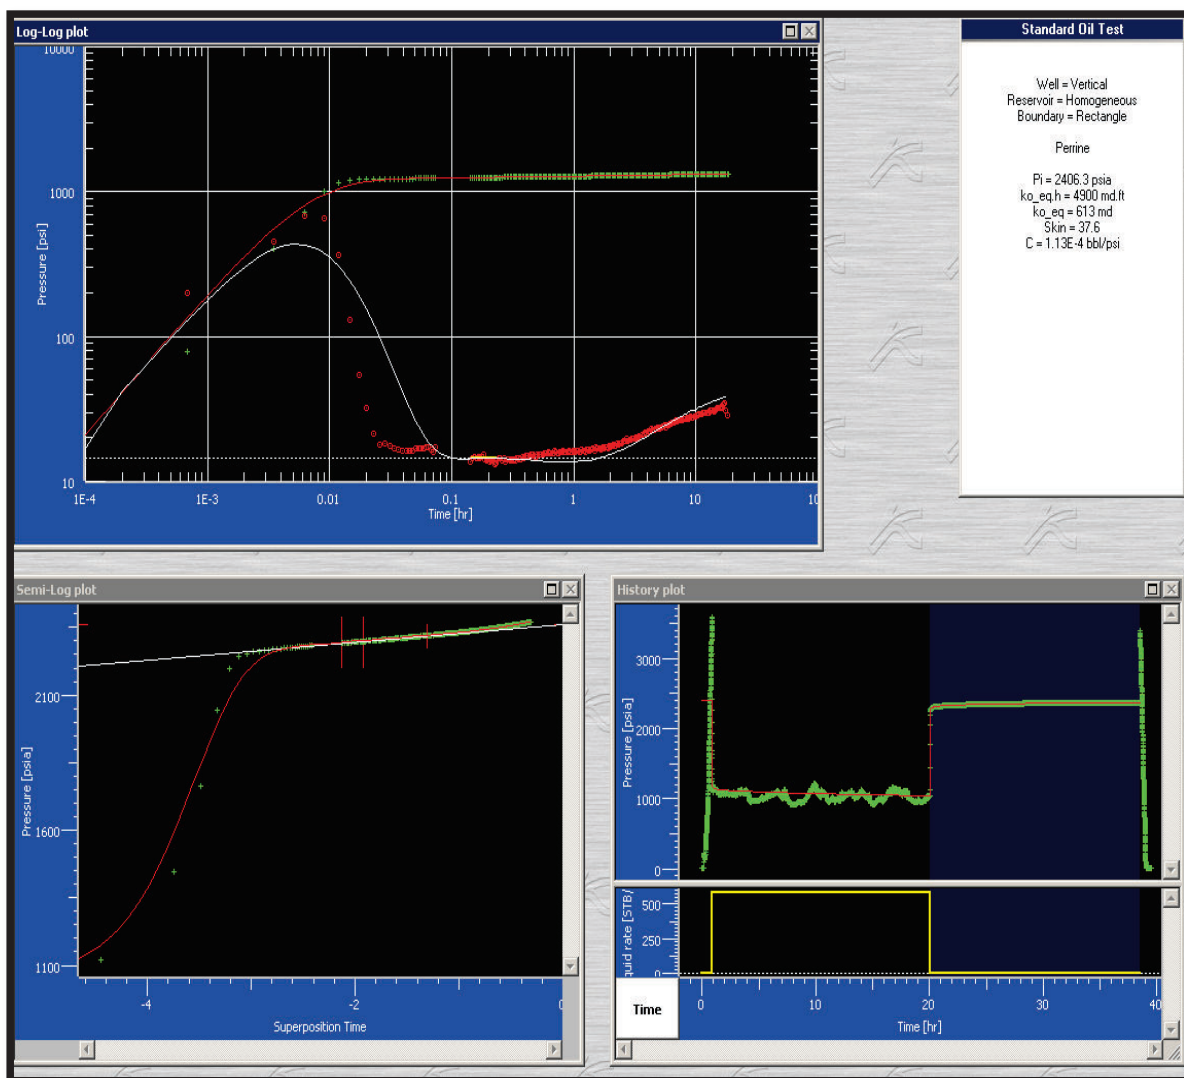 Log-Log plot
10000
1000
100
10
Pressure [psi]
1E-4
1E-3
0.01
0.1
1
10
Time [hr]
Standard Oil Test
Well = Vertical
Reservoir = Homogeneous
Boundary = Rectangle
Perrine
Pi = 2406.3 psia
ko_eq.h = 4900 md.ft
ko_eq = 613 md
Skin = 37.6
C = 1.13E-4 bbl/psi
Semi-Log plot
2100
1600
1100
Pressure [psia]
-4
-2
0
Superposition Time
History plot
3000
2000
1000
0
Pressure [psia]
500
250
0
quid rate [STB/
Time
0
10
20
30
40
Time [hr]